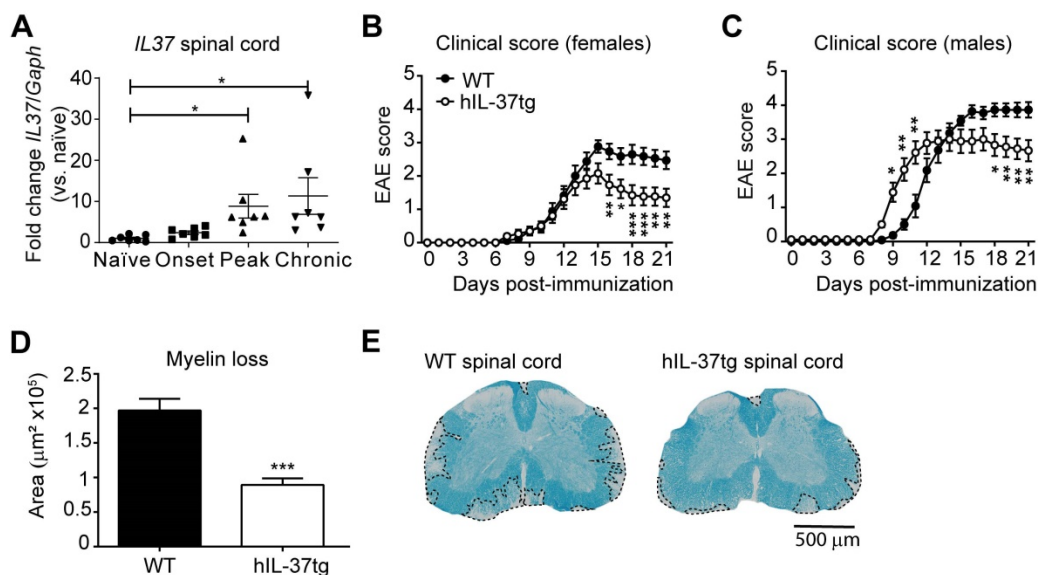 A
IL37 spinal cord
Fold change IL37/Gaph
(vs. naïve)
40
30
20
10
0
*
*
Naïve Onset Peak Chronic
B
Clinical score (females)
EAE score
5
4
3
2
1
0
WT
hIL-37tg
**
*
***
***
**
**
0 3 6 9 12 15 18 21
Days post-immunization
C
Clinical score (males)
EAE score
5
4
3
2
1
0
*
**
**
*
**
**
**
0 3 6 9 12 15 18 21
Days post-immunization
D
Myelin loss
Area (µm² x10⁵)
2.5
2
1.5
1
0.5
0
***
WT hIL-37tg
E
WT spinal cord hIL-37tg spinal cord
500 µm